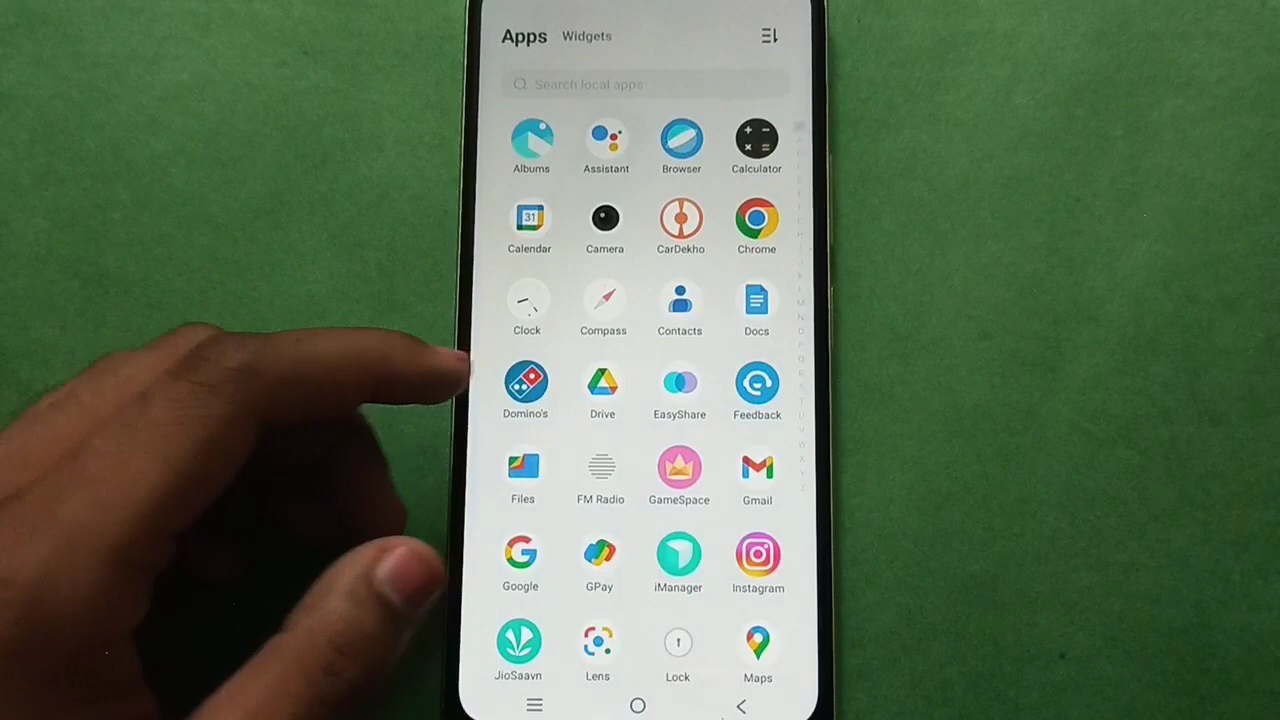 Apps Widgets
Search local apps
Albums Assistant Browser Calculator
31
Calendar Camera CarDekho Chrome
Clock Compass Contacts Docs
Domino's Drive EasyShare Feedback
Files FM Radio GameSpace Gmail
Google GPay iManager Instagram
JioSaavn Lens Lock Maps